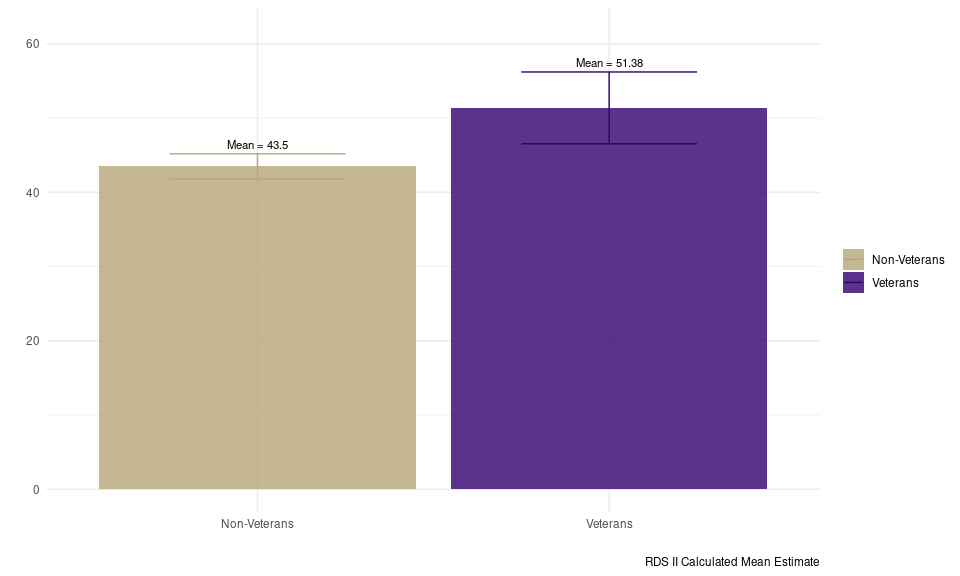 60
Mean = 51.38
Mean = 43.5
40
20
0
Non-Veterans
Veterans
Non-Veterans
Veterans
RDS II Calculated Mean Estimate